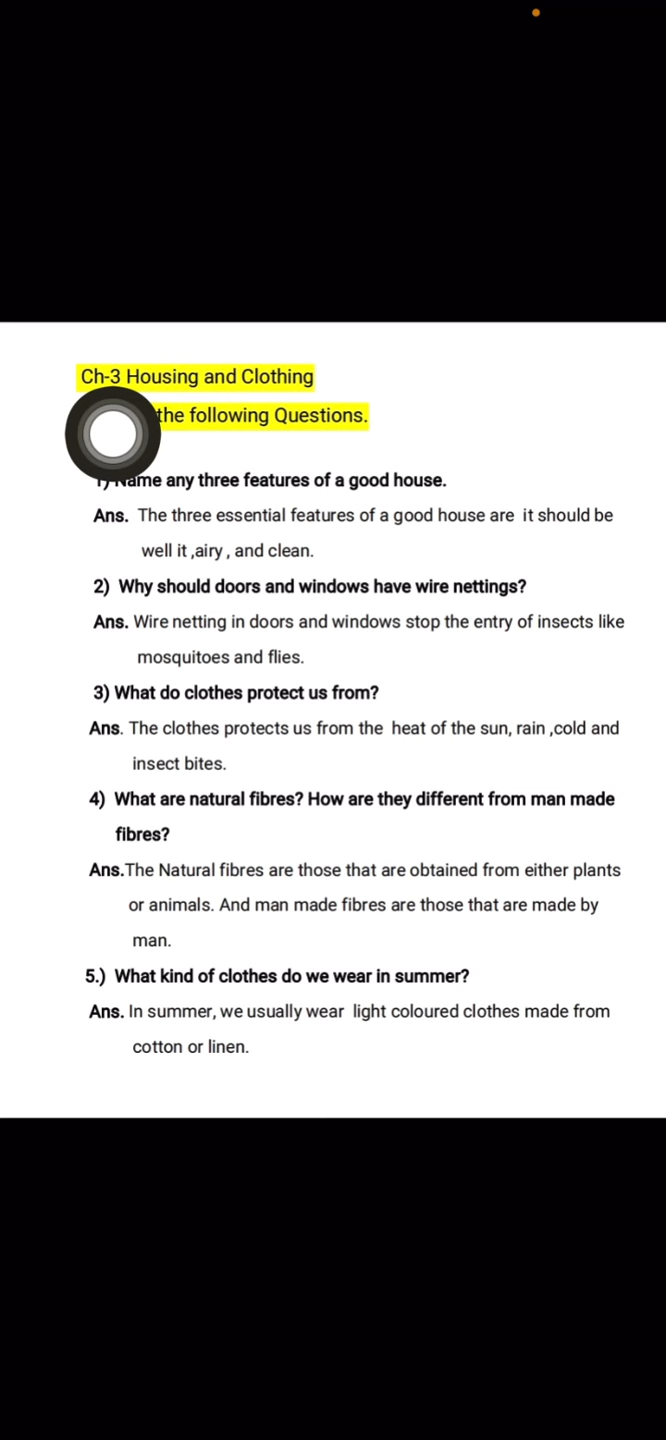 Ch-3 Housing and Clothing
the following Questions.
1) Name any three features of a good house.
Ans. The three essential features of a good house are it should be
well it ,airy , and clean.
2) Why should doors and windows have wire nettings?
Ans. Wire netting in doors and windows stop the entry of insects like
mosquitoes and flies.
3) What do clothes protect us from?
Ans. The clothes protects us from the heat of the sun, rain ,cold and
insect bites.
4) What are natural fibres? How are they different from man made
fibres?
Ans.The Natural fibres are those that are obtained from either plants
or animals. And man made fibres are those that are made by
man.
5.) What kind of clothes do we wear in summer?
Ans. In summer, we usually wear light coloured clothes made from
cotton or linen.